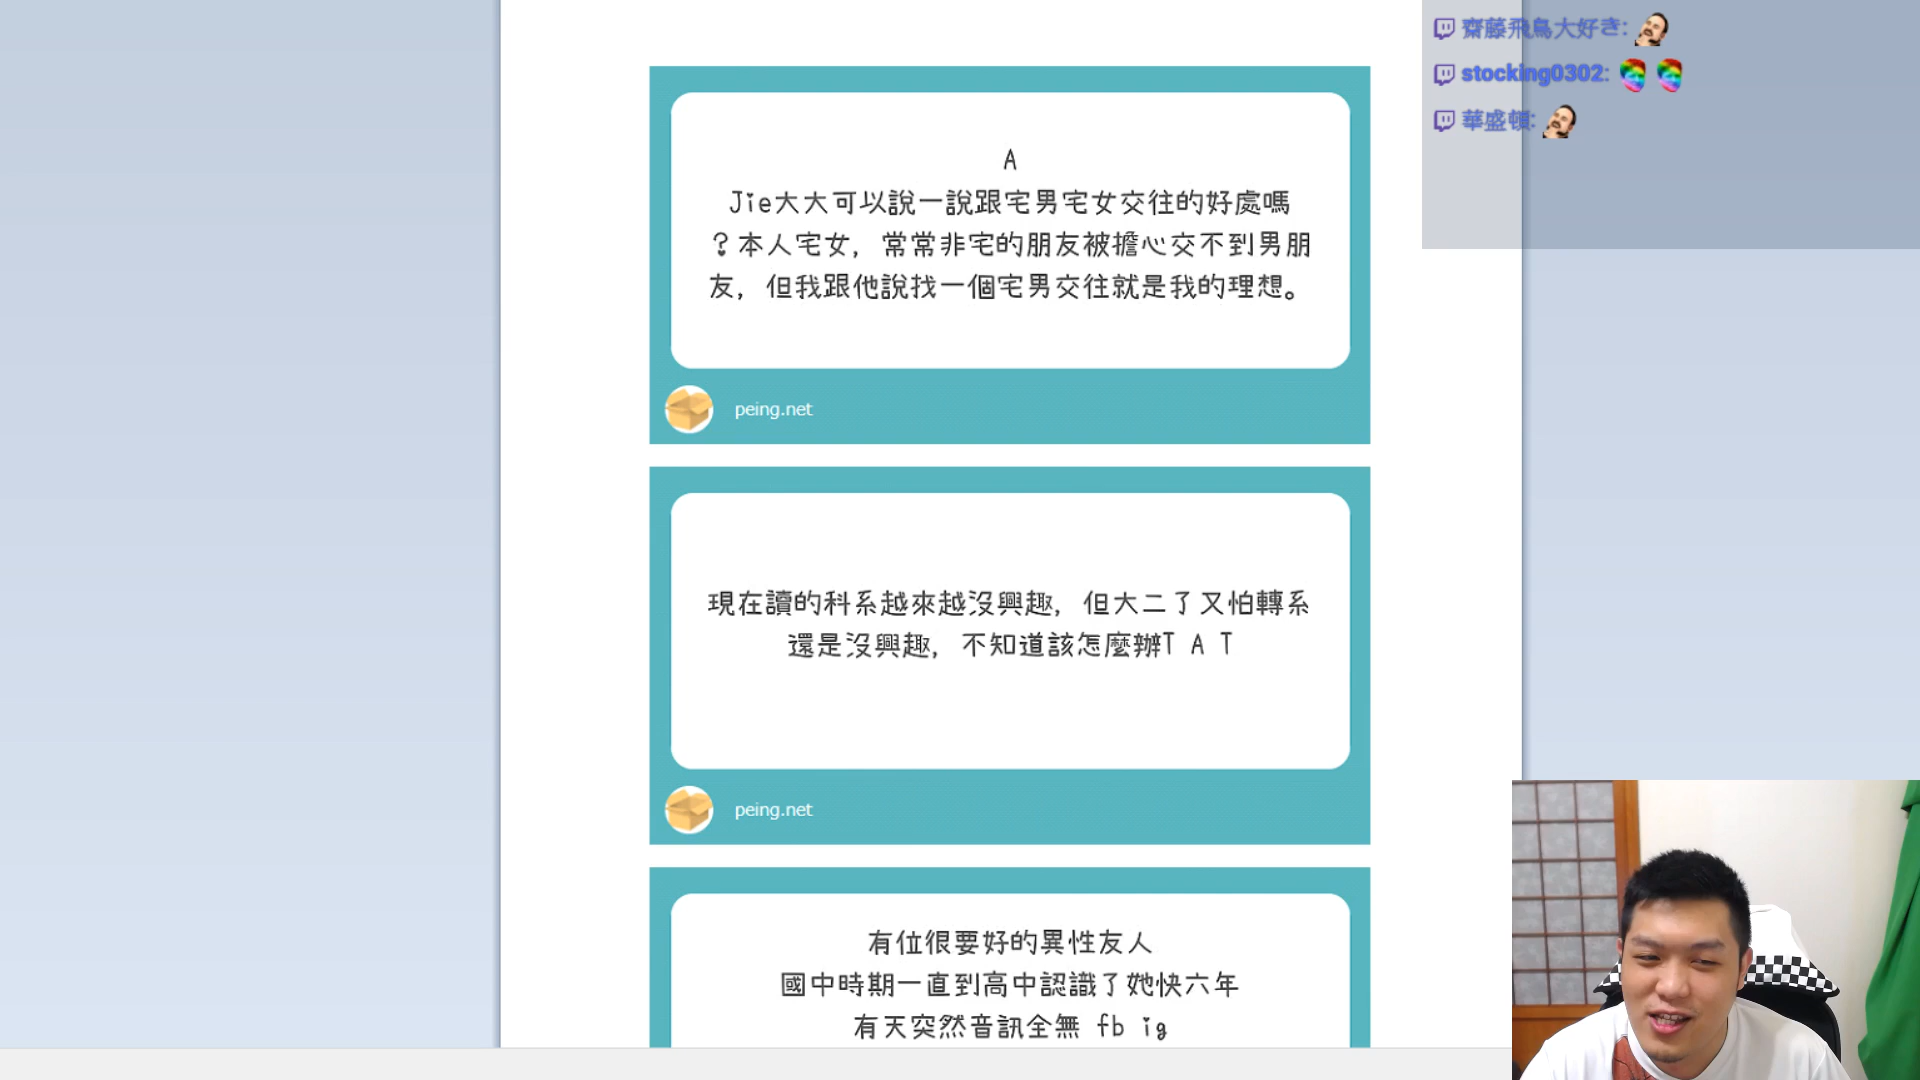 A
Jie大大可以說一說跟宅男宅女交往的好處嗎
？本人宅女，常常非宅的朋友被擔心交不到男朋
友，但我跟他說找一個宅男交往就是我的理想。
peing.net
現在讀的科系越來越沒興趣，但大二了又怕轉系
還是沒興趣，不知道該怎麼辦T A T
peing.net
有位很要好的異性友人
國中時期一直到高中認識了她快六年
有天突然音訊全無 fb ig
齋藤飛鳥大好き:
stocking0302:
華盛頓: